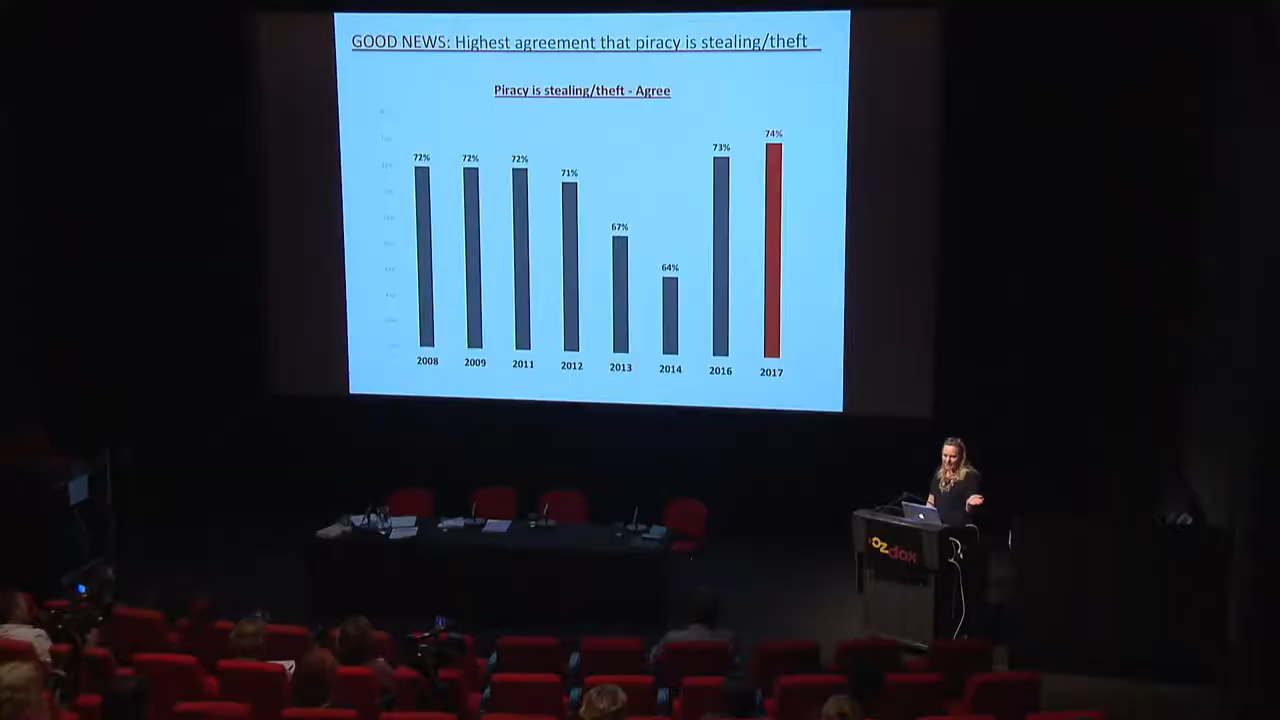 GOOD NEWS: Highest agreement that piracy is stealing/theft
Piracy is stealing/theft - Agree
72% 72% 72% 71% 67% 64% 73% 74%
2008 2009 2011 2012 2013 2014 2016 2017
ozdox